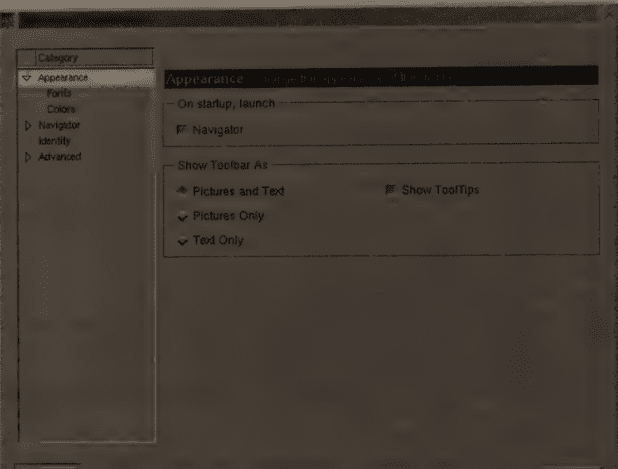 Category
Appearance
Fonts
Colors
Navigator
Identity
Advanced
Appearance
On startup, launch
Navigator
Show Toolbar As
Pictures and Text
Show ToolTips
Pictures Only
Text Only